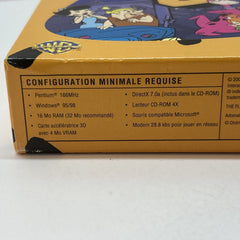 CONFIGURATION MINIMALE REQUISE
• Pentium® 166MHz
• Windows® 95/98
• 16 Mo RAM (32 Mo recommandé)
• Carte accélératrice 3D
avec 4 Mo VRAM
• DirectX 7.0a (inclus dans le CD-ROM)
• Lecteur CD-ROM 4X
• Souris compatible Microsoft®
• Modem 28.8 kbs pour jouer en réseau